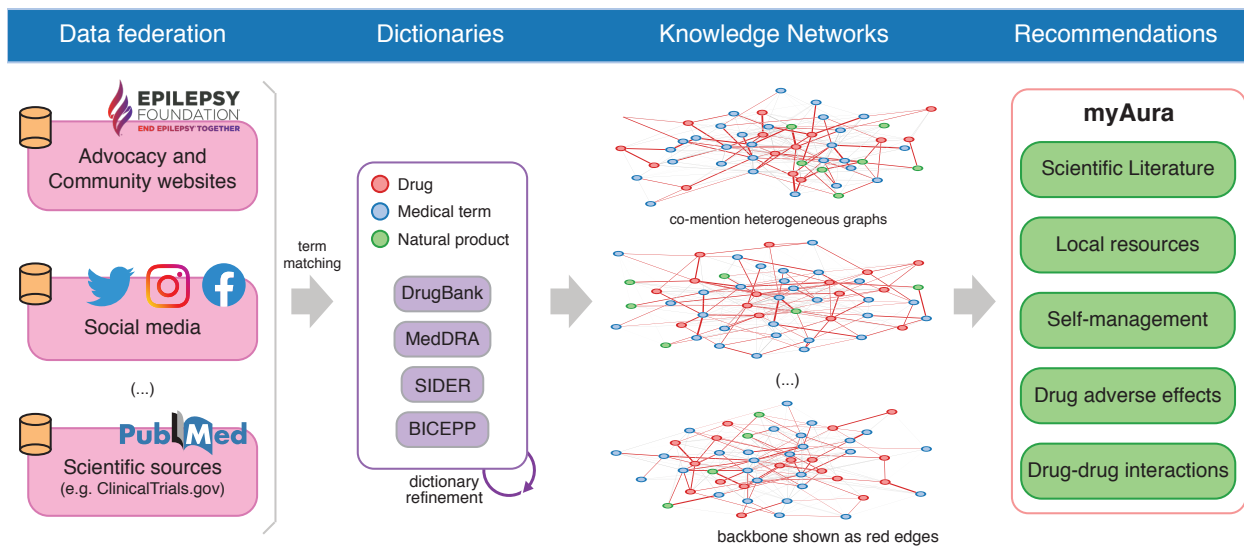 Data federation
Dictionaries
Knowledge Networks
Recommendations
EPILEPSY
FOUNDATION
END EPILEPSY TOGETHER
Advocacy and
Community websites
Social media
(...)
PubMed
Scientific sources
(e.g. ClinicalTrials.gov)
term
matching
Drug
Medical term
Natural product
DrugBank
MedDRA
SIDER
BICEPP
dictionary
refinement
co-mention heterogeneous graphs
(...)
backbone shown as red edges
myAura
Scientific Literature
Local resources
Self-management
Drug adverse effects
Drug-drug interactions